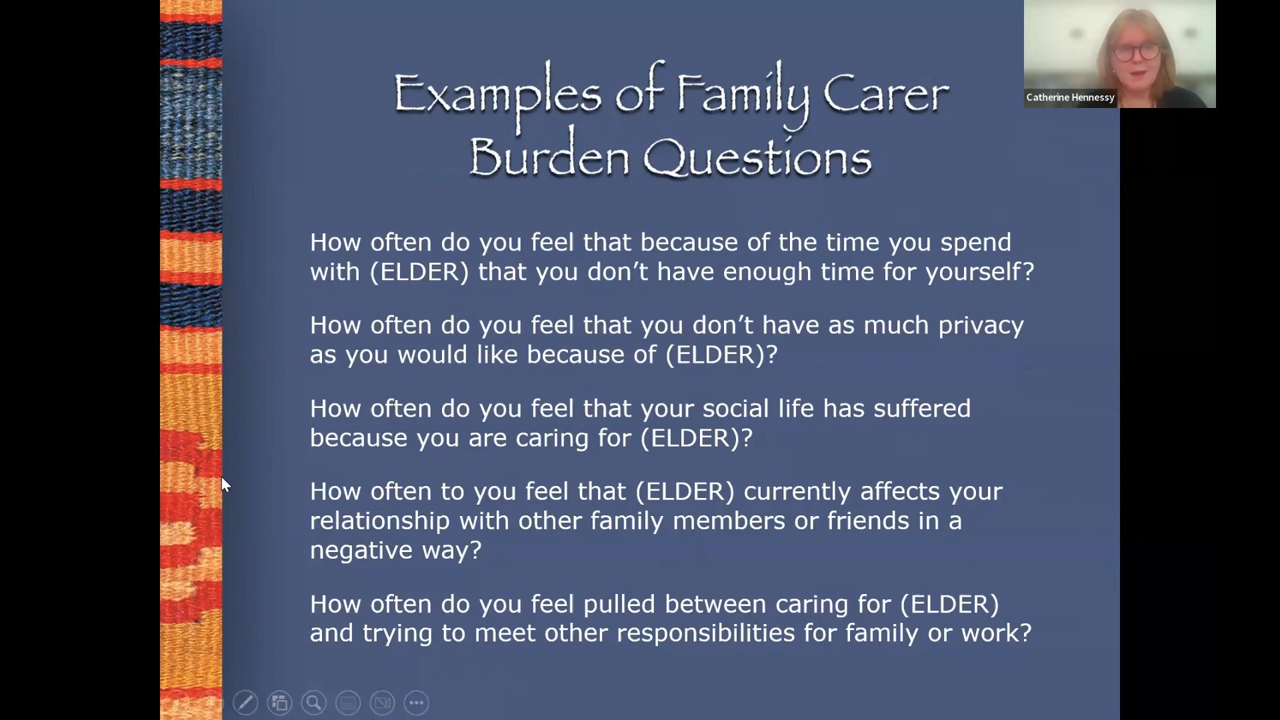 Examples of Family Carer
Burden Questions
Catherine Hennessy
How often do you feel that because of the time you spend
with (ELDER) that you don’t have enough time for yourself?
How often do you feel that you don’t have as much privacy
as you would like because of (ELDER)?
How often do you feel that your social life has suffered
because you are caring for (ELDER)?
How often to you feel that (ELDER) currently affects your
relationship with other family members or friends in a
negative way?
How often do you feel pulled between caring for (ELDER)
and trying to meet other responsibilities for family or work?